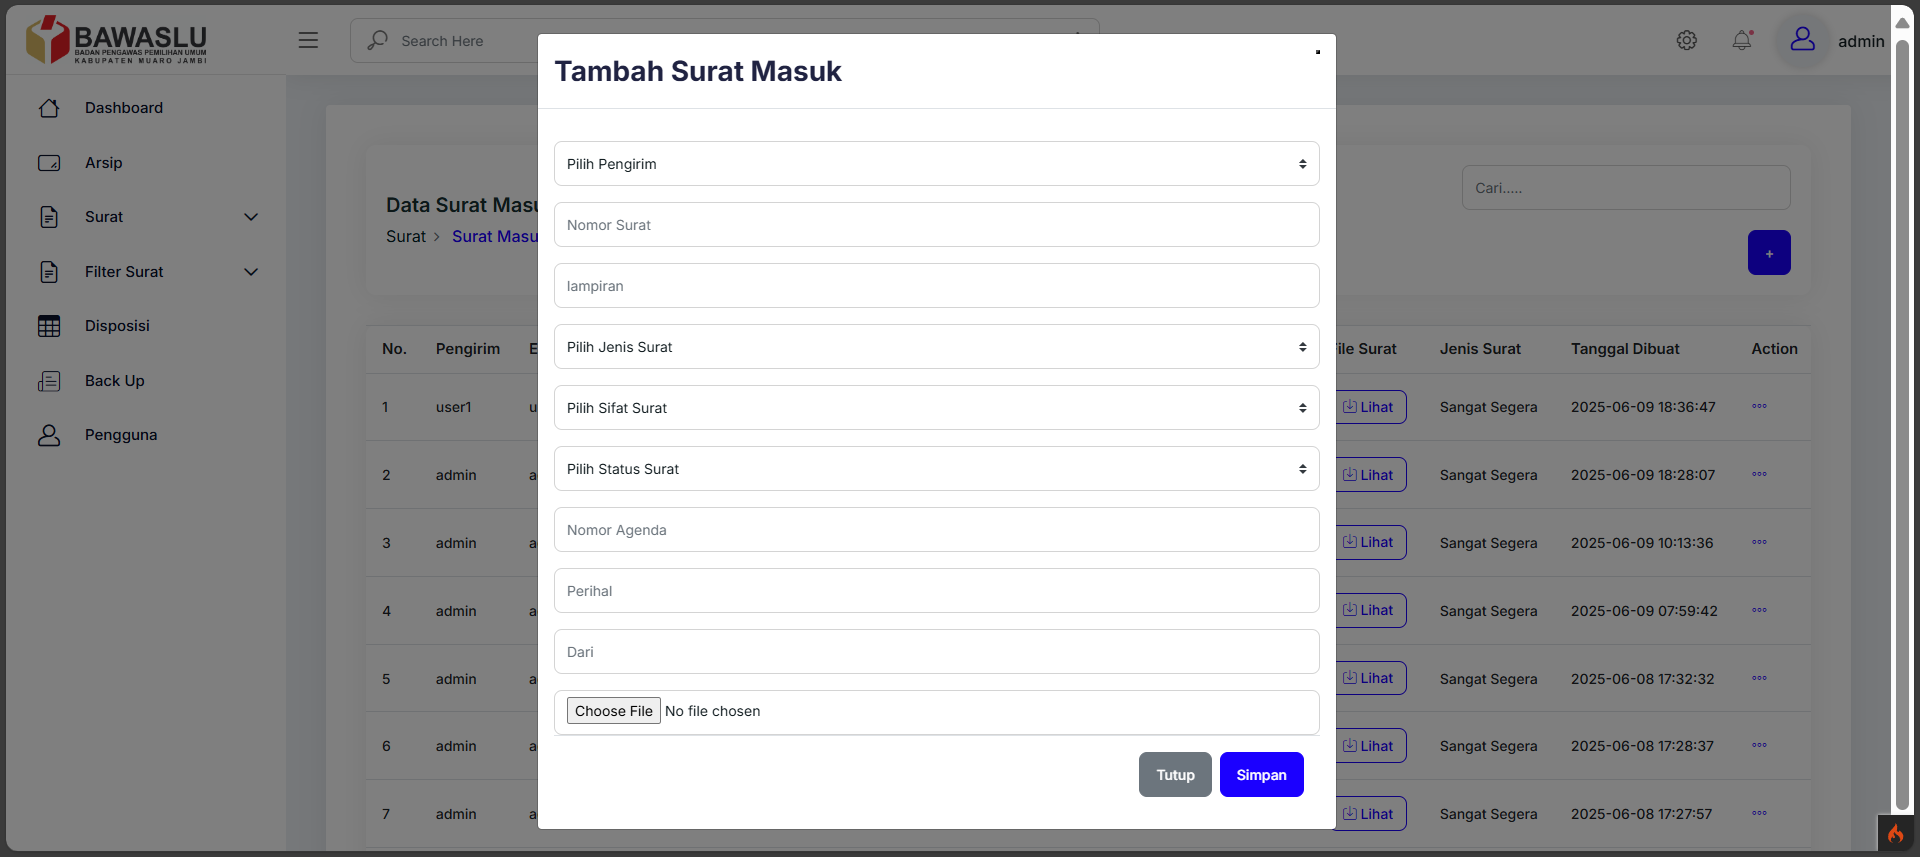 BAWASLU
BADAN PENGAWAS PEMILIHAN UMUM
KABUPATEN MUARO JAMBI
Search Here
admin
Dashboard
Arsip
Surat
Filter Surat
Disposisi
Back Up
Pengguna
Data Surat Masu
Surat > Surat Masu
Cari.....
+
Tambah Surat Masuk
Pilih Pengirim
Nomor Surat
lampiran
Pilih Jenis Surat
Pilih Sifat Surat
Pilih Status Surat
Nomor Agenda
Perihal
Dari
Choose File No file chosen
Tutup Simpan
No. Pengirim E ile Surat Jenis Surat Tanggal Dibuat Action
1 user1 u Lihat Sangat Segera 2025-06-09 18:36:47
2 admin a Lihat Sangat Segera 2025-06-09 18:28:07
3 admin a Lihat Sangat Segera 2025-06-09 10:13:36
4 admin a Lihat Sangat Segera 2025-06-09 07:59:42
5 admin a Lihat Sangat Segera 2025-06-08 17:32:32
6 admin a Lihat Sangat Segera 2025-06-08 17:28:37
7 admin a Lihat Sangat Segera 2025-06-08 17:27:57